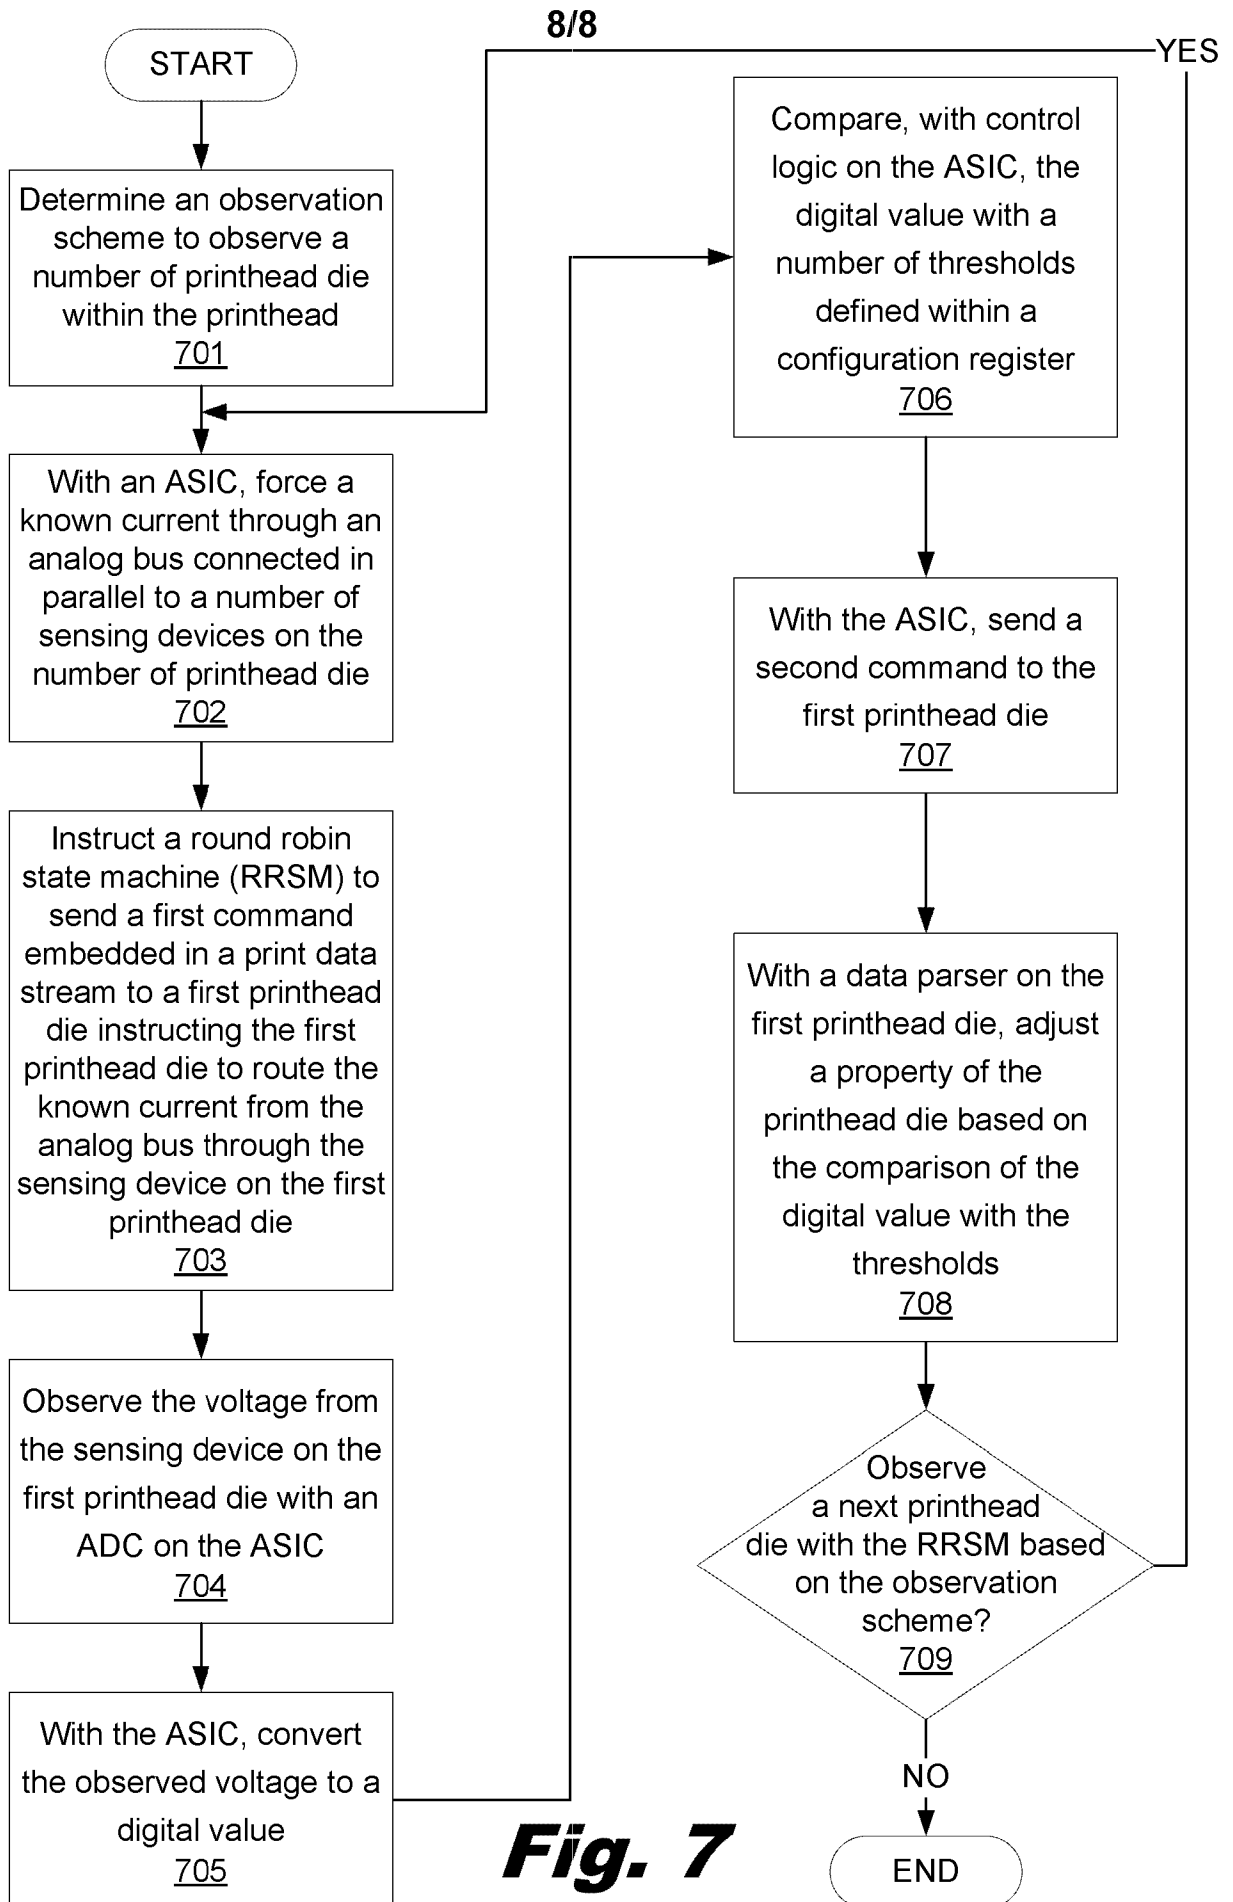 8/8
START
Determine an observation
scheme to observe a
number of printhead die
within the printhead
701
With an ASIC, force a
known current through an
analog bus connected in
parallel to a number of
sensing devices on the
number of printhead die
702
Instruct a round robin
state machine (RRSM) to
send a first command
embedded in a print data
stream to a first printhead
die instructing the first
printhead die to route the
known current from the
analog bus through the
sensing device on the first
printhead die
703
Observe the voltage from
the sensing device on the
first printhead die with an
ADC on the ASIC
704
With the ASIC, convert
the observed voltage to a
digital value
705
Compare, with control
logic on the ASIC, the
digital value with a
number of thresholds
defined within a
configuration register
706
With the ASIC, send a
second command to the
first printhead die
707
With a data parser on the
first printhead die, adjust
a property of the
printhead die based on
the comparison of the
digital value with the
thresholds
708
Observe
a next printhead
die with the RRSM based
on the observation
scheme?
709
YES
NO
END
Fig. 7